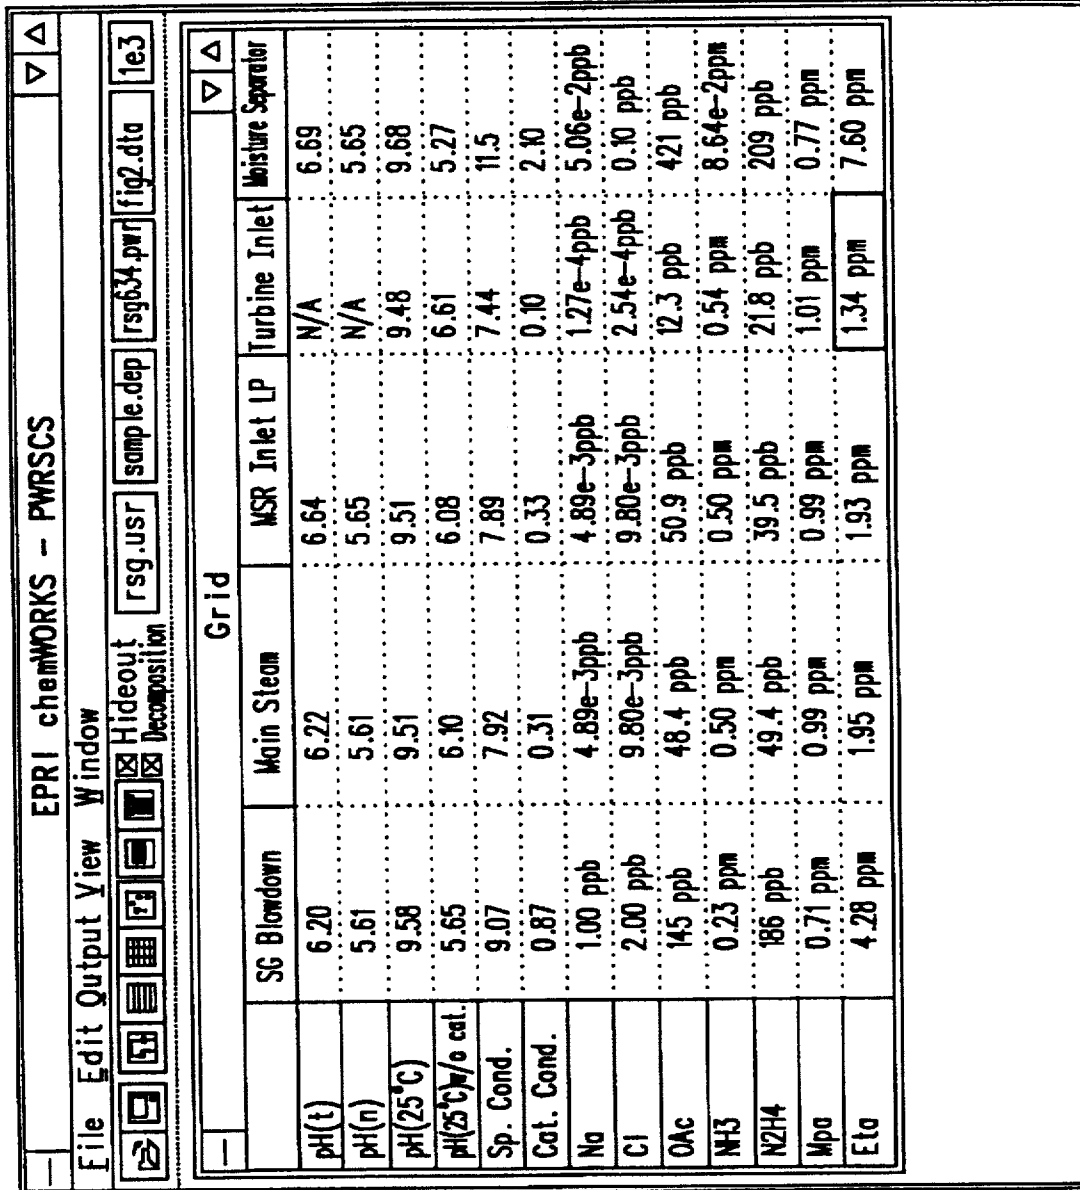 EPRI chemWORKS - PWRSCS
File Edit Output View Window
Hideout
Decomposition
rsg.usr sample.dep rsg634.pwr fig2.dta 1e3
Grid
SG Blowdown Main Steam MSR Inlet LP Turbine Inlet Moisture Separator
pH(t) 6.20 6.22 6.64 N/A 6.69
pH(n) 5.61 5.61 5.65 N/A 5.65
pH(25°C) 9.58 9.51 9.51 9.48 9.68
pH(25°C)w/o cat. 5.65 6.10 6.08 6.61 5.27
Sp. Cond. 9.07 7.92 7.89 7.44 11.5
Cat. Cond. 0.87 0.31 0.33 0.10 2.10
Na 1.00 ppb 4.89e-3ppb 4.89e-3ppb 1.27e-4ppb 5.06e-2ppb
Cl 2.00 ppb 9.80e-3ppb 9.80e-3ppb 2.54e-4ppb 0.10 ppb
OAc 145 ppb 48.4 ppb 50.9 ppb 12.3 ppb 421 ppb
NH3 0.23 ppm 0.50 ppm 0.50 ppm 0.54 ppm 8.64e-2ppm
N2H4 186 ppb 49.4 ppb 39.5 ppb 21.8 ppb 209 ppb
Mpa 0.71 ppm 0.99 ppm 0.99 ppm 1.01 ppm 0.77 ppm
Eta 4.28 ppm 1.95 ppm 1.93 ppm 1.34 ppm 7.60 ppm